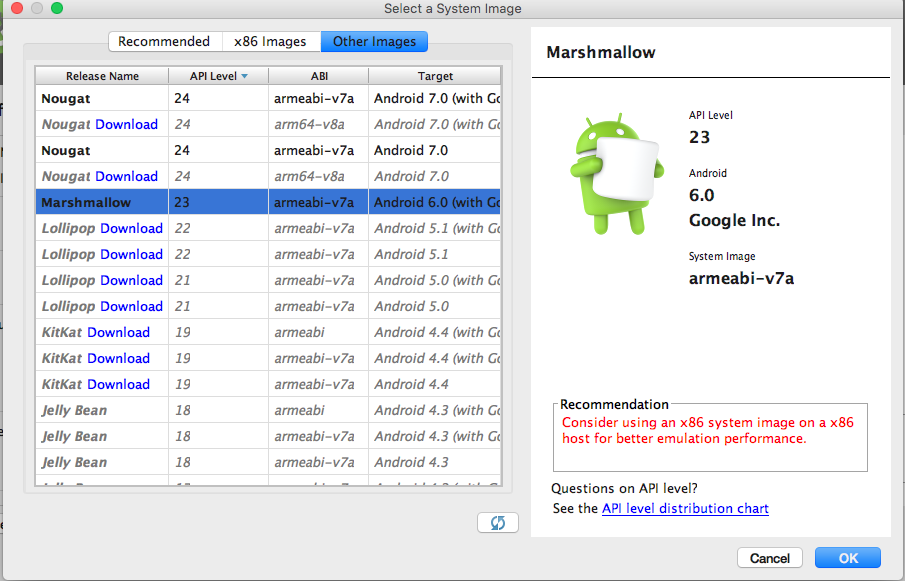 Select a System Image
Recommended x86 Images Other Images
Release Name API Level ABI Target
Nougat 24 armeabi-v7a Android 7.0 (with Go
Nougat Download 24 arm64-v8a Android 7.0 (with Go
Nougat 24 armeabi-v7a Android 7.0
Nougat Download 24 arm64-v8a Android 7.0
Marshmallow 23 armeabi-v7a Android 6.0 (with Go
Lollipop Download 22 armeabi-v7a Android 5.1 (with Go
Lollipop Download 22 armeabi-v7a Android 5.1
Lollipop Download 21 armeabi-v7a Android 5.0 (with Go
Lollipop Download 21 armeabi-v7a Android 5.0
KitKat Download 19 armeabi Android 4.4 (with Go
KitKat Download 19 armeabi-v7a Android 4.4 (with Go
KitKat Download 19 armeabi-v7a Android 4.4
Jelly Bean 18 armeabi Android 4.3 (with Go
Jelly Bean 18 armeabi-v7a Android 4.3 (with Go
Jelly Bean 18 armeabi-v7a Android 4.3
Marshmallow
API Level
23
Android
6.0
Google Inc.
System Image
armeabi-v7a
Recommendation
Consider using an x86 system image on a x86
host for better emulation performance.
Questions on API level?
See the API level distribution chart
Cancel OK